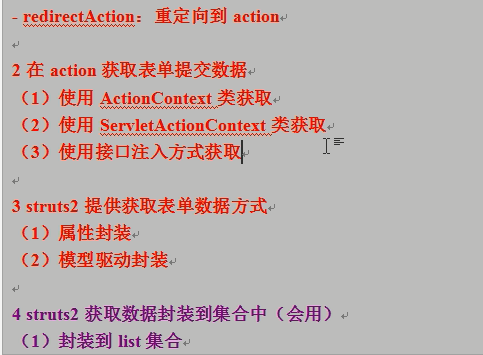 - redirectAction：重定向到 action
2 在 action 获取表单提交数据
（1）使用 ActionContext 类获取
（2）使用 ServletActionContext 类获取
（3）使用接口注入方式获取
3 struts2 提供获取表单数据方式
（1）属性封装
（2）模型驱动封装
4 struts2 获取数据封装到集合中（会用）
（1）封装到 list 集合